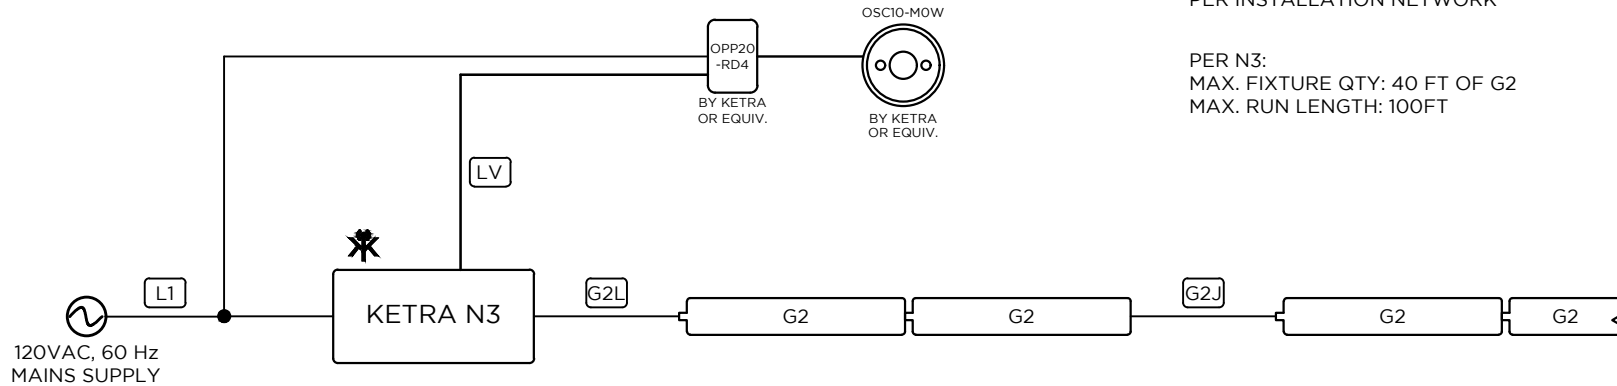 OSC10-M0W
PER INSTALLATION NETWORK
OPP20
-RD4
BY KETRA
OR EQUIV.
BY KETRA
OR EQUIV.
PER N3:
MAX. FIXTURE QTY: 40 FT OF G2
MAX. RUN LENGTH: 100FT
LV
L1
KETRA N3
G2L
G2
G2
G2J
G2
G2
120VAC, 60 Hz
MAINS SUPPLY